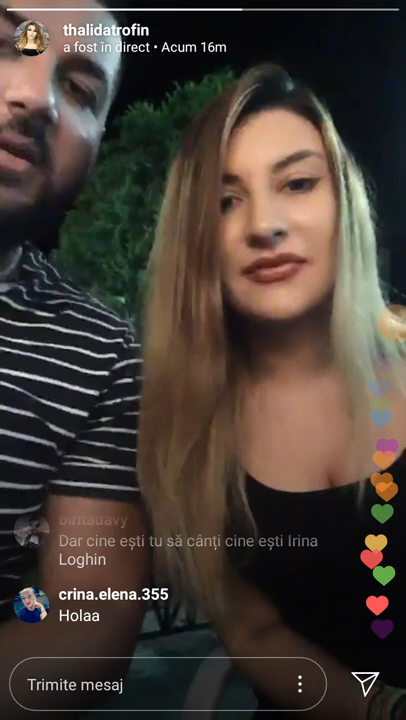 thalidatrofin
a fost în direct • Acum 16m
biritadavy
Dar cine ești tu să cânți cine ești Irina
Loghin
crina.elena.355
Holaa
Trimite mesaj